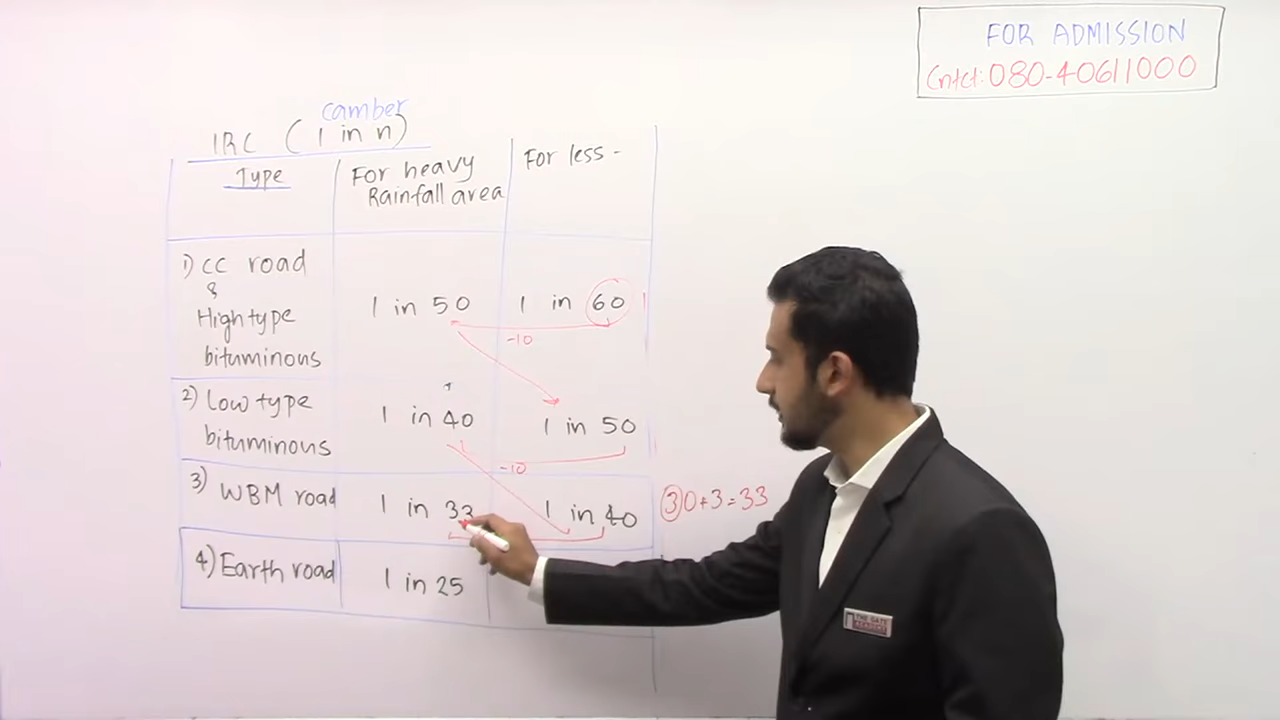 FOR ADMISSION
Cntct: 080-40611000
camber
IRC ( 1 in n)
Type
For heavy
Rainfall area
For less -
1) CC road
&
High type
bituminous
1 in 50
1 in 60
-10
2) Low type
bituminous
1 in 40
1 in 50
-10
3) WBM road
1 in 33
1 in 40
30+3=33
4) Earth road
1 in 25
THE GATE
ACADEMY